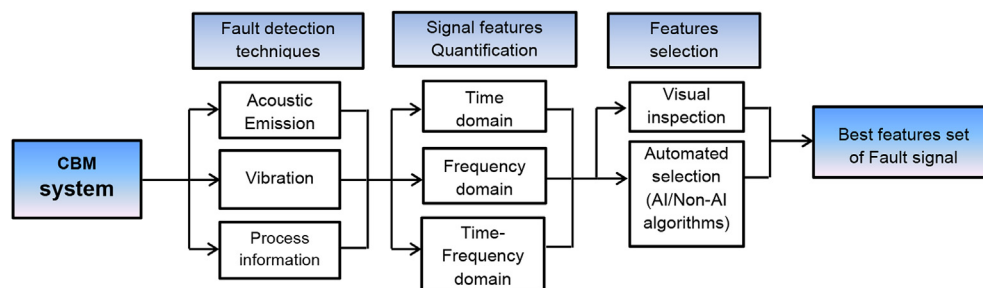 Fault detection
techniques
Signal features
Quantification
Features
selection
CBM
system
Acoustic
Emission
Vibration
Process
information
Time
domain
Frequency
domain
Time-
Frequency
domain
Visual
inspection
Automated
selection
(AI/Non-AI
algorithms)
Best features set
of Fault signal